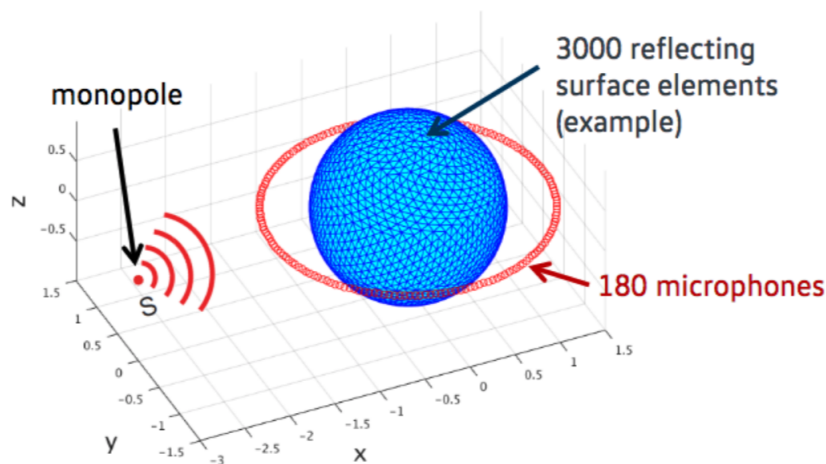 3000 reflecting
surface elements
(example)
monopole
0.5
0
-0.5
z
S
180 microphones
1.5
1
0.5
0
-0.5
-1
-1.5
y
-3
-2.5
-2
-1.5
-1
-0.5
0
0.5
1
1.5
x